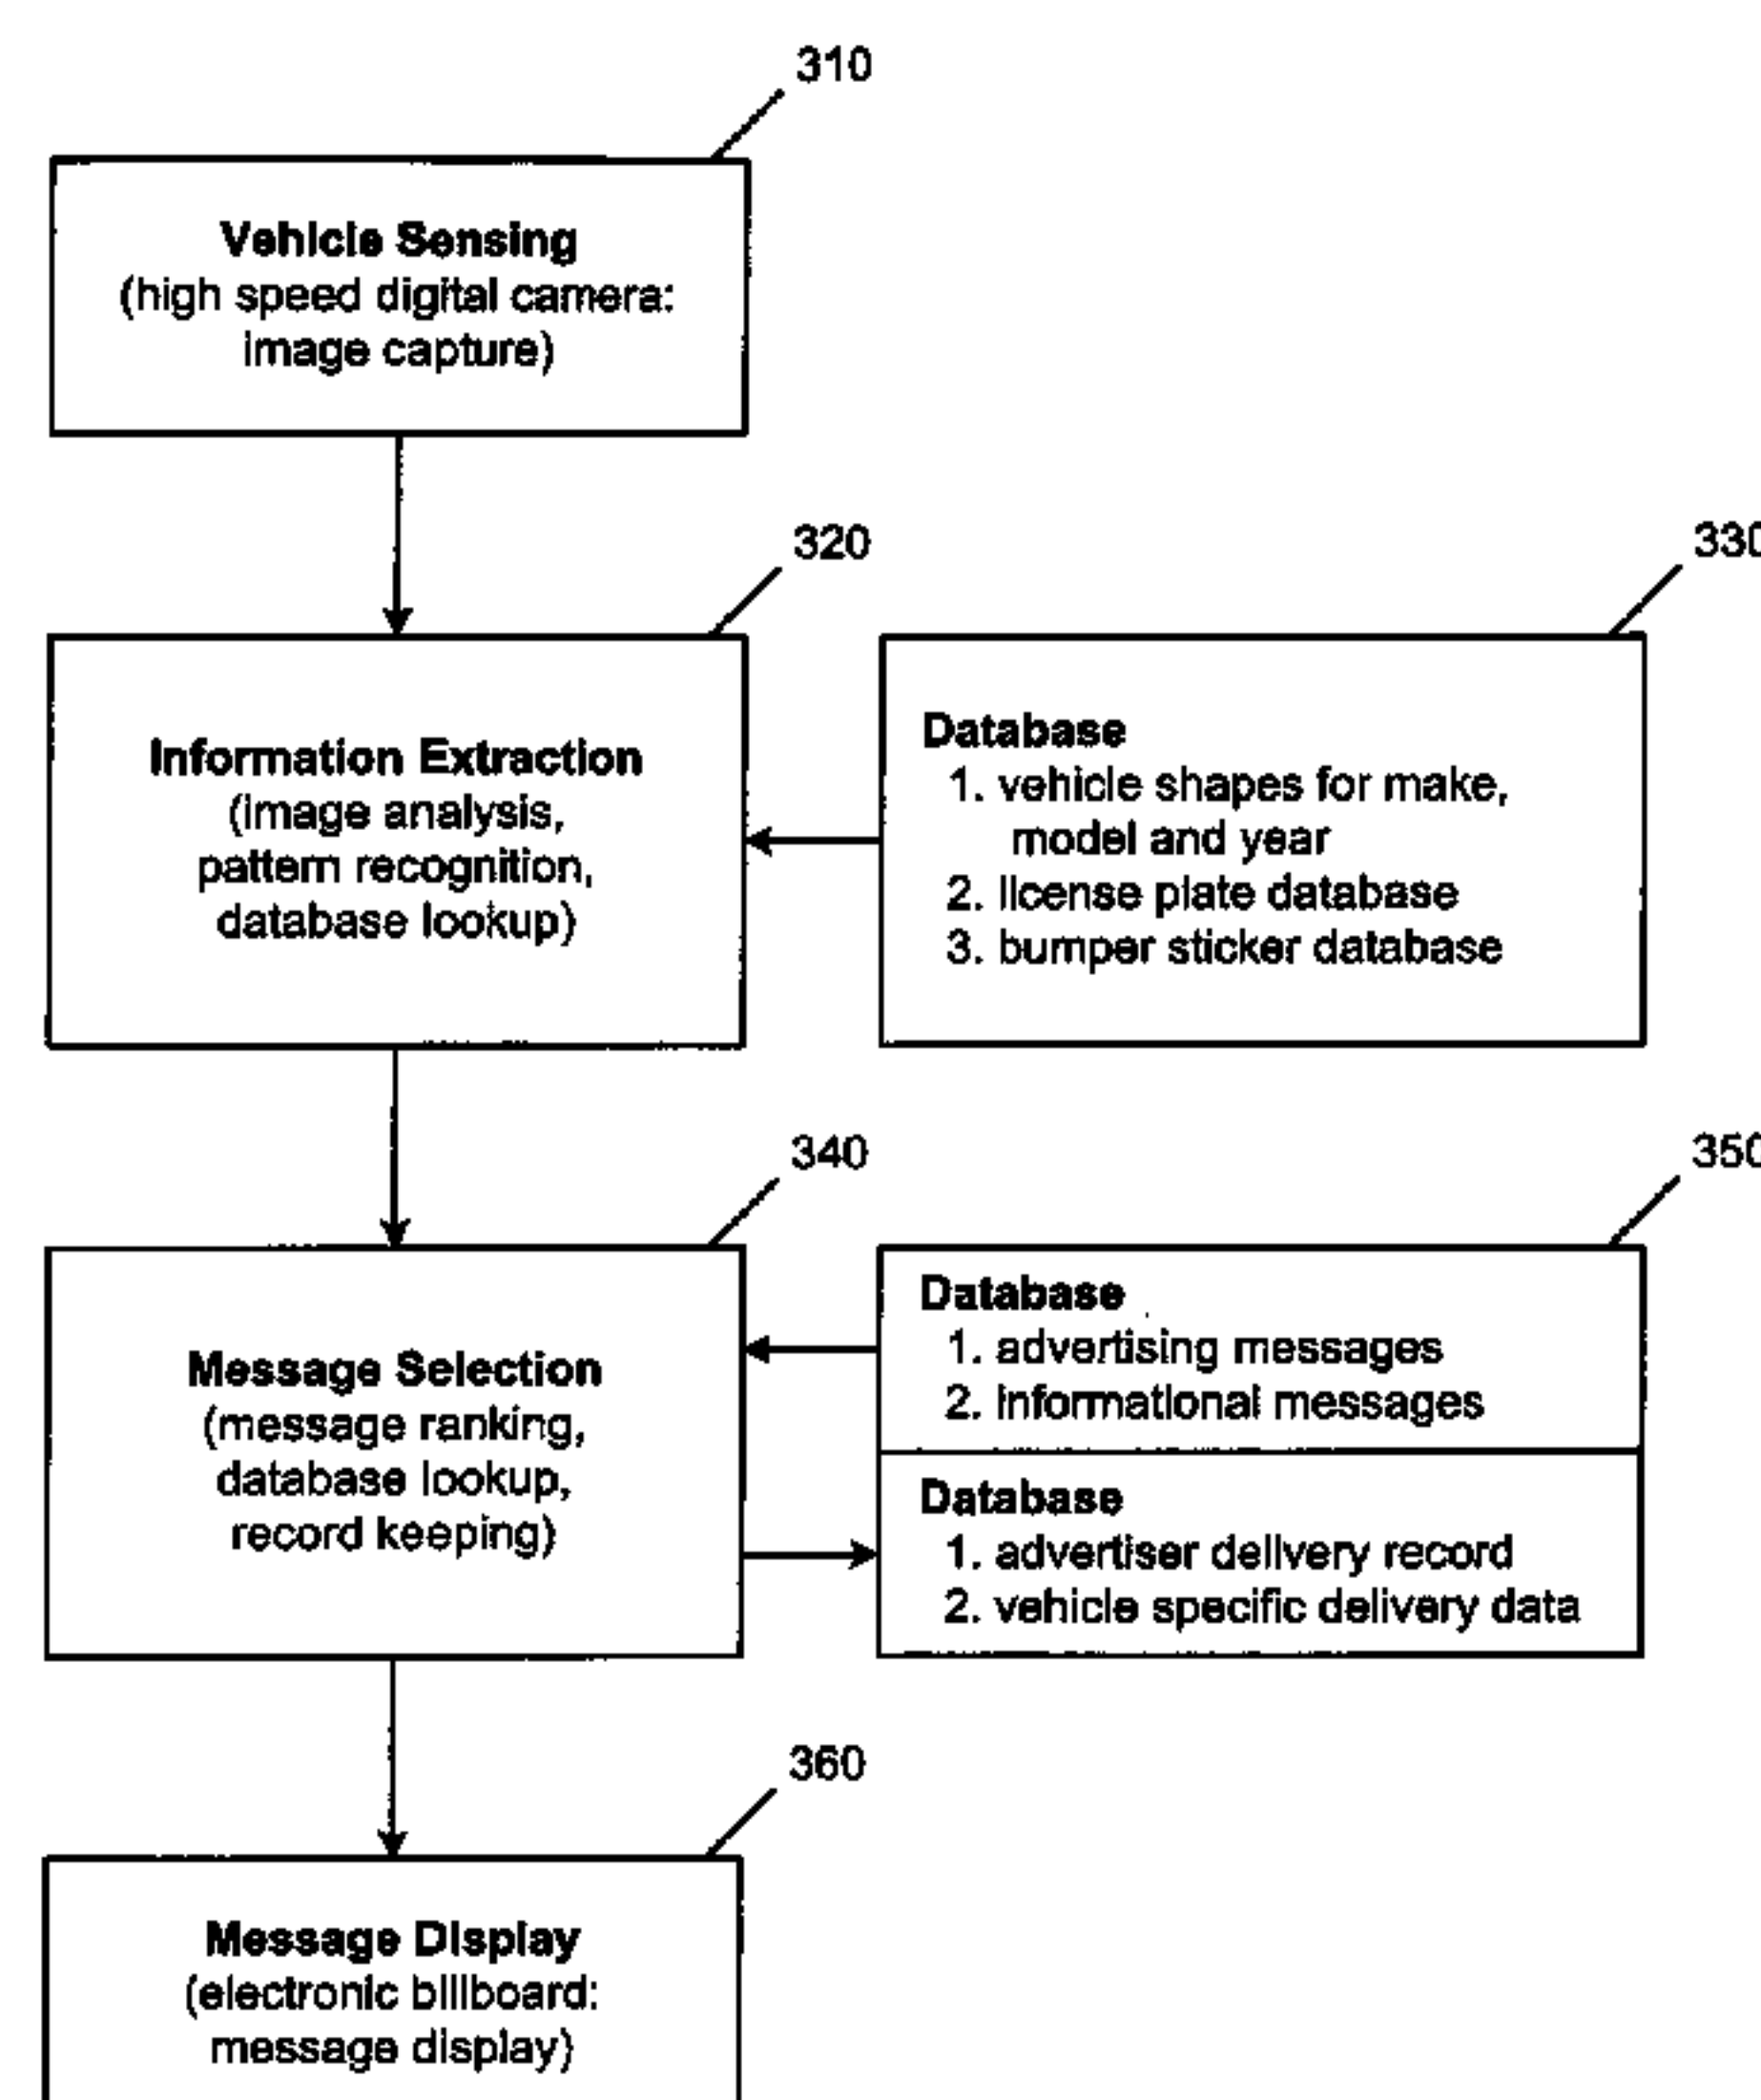 310
Vehicle Sensing
(high speed digital camera:
image capture)
320
330
Information Extraction
(image analysis,
pattern recognition,
database lookup)
Database
1. vehicle shapes for make,
model and year
2. license plate database
3. bumper sticker database
340
350
Message Selection
(message ranking,
database lookup,
record keeping)
Database
1. advertising messages
2. informational messages
Database
1. advertiser delivery record
2. vehicle specific delivery data
360
Message Display
(electronic billboard:
message display)